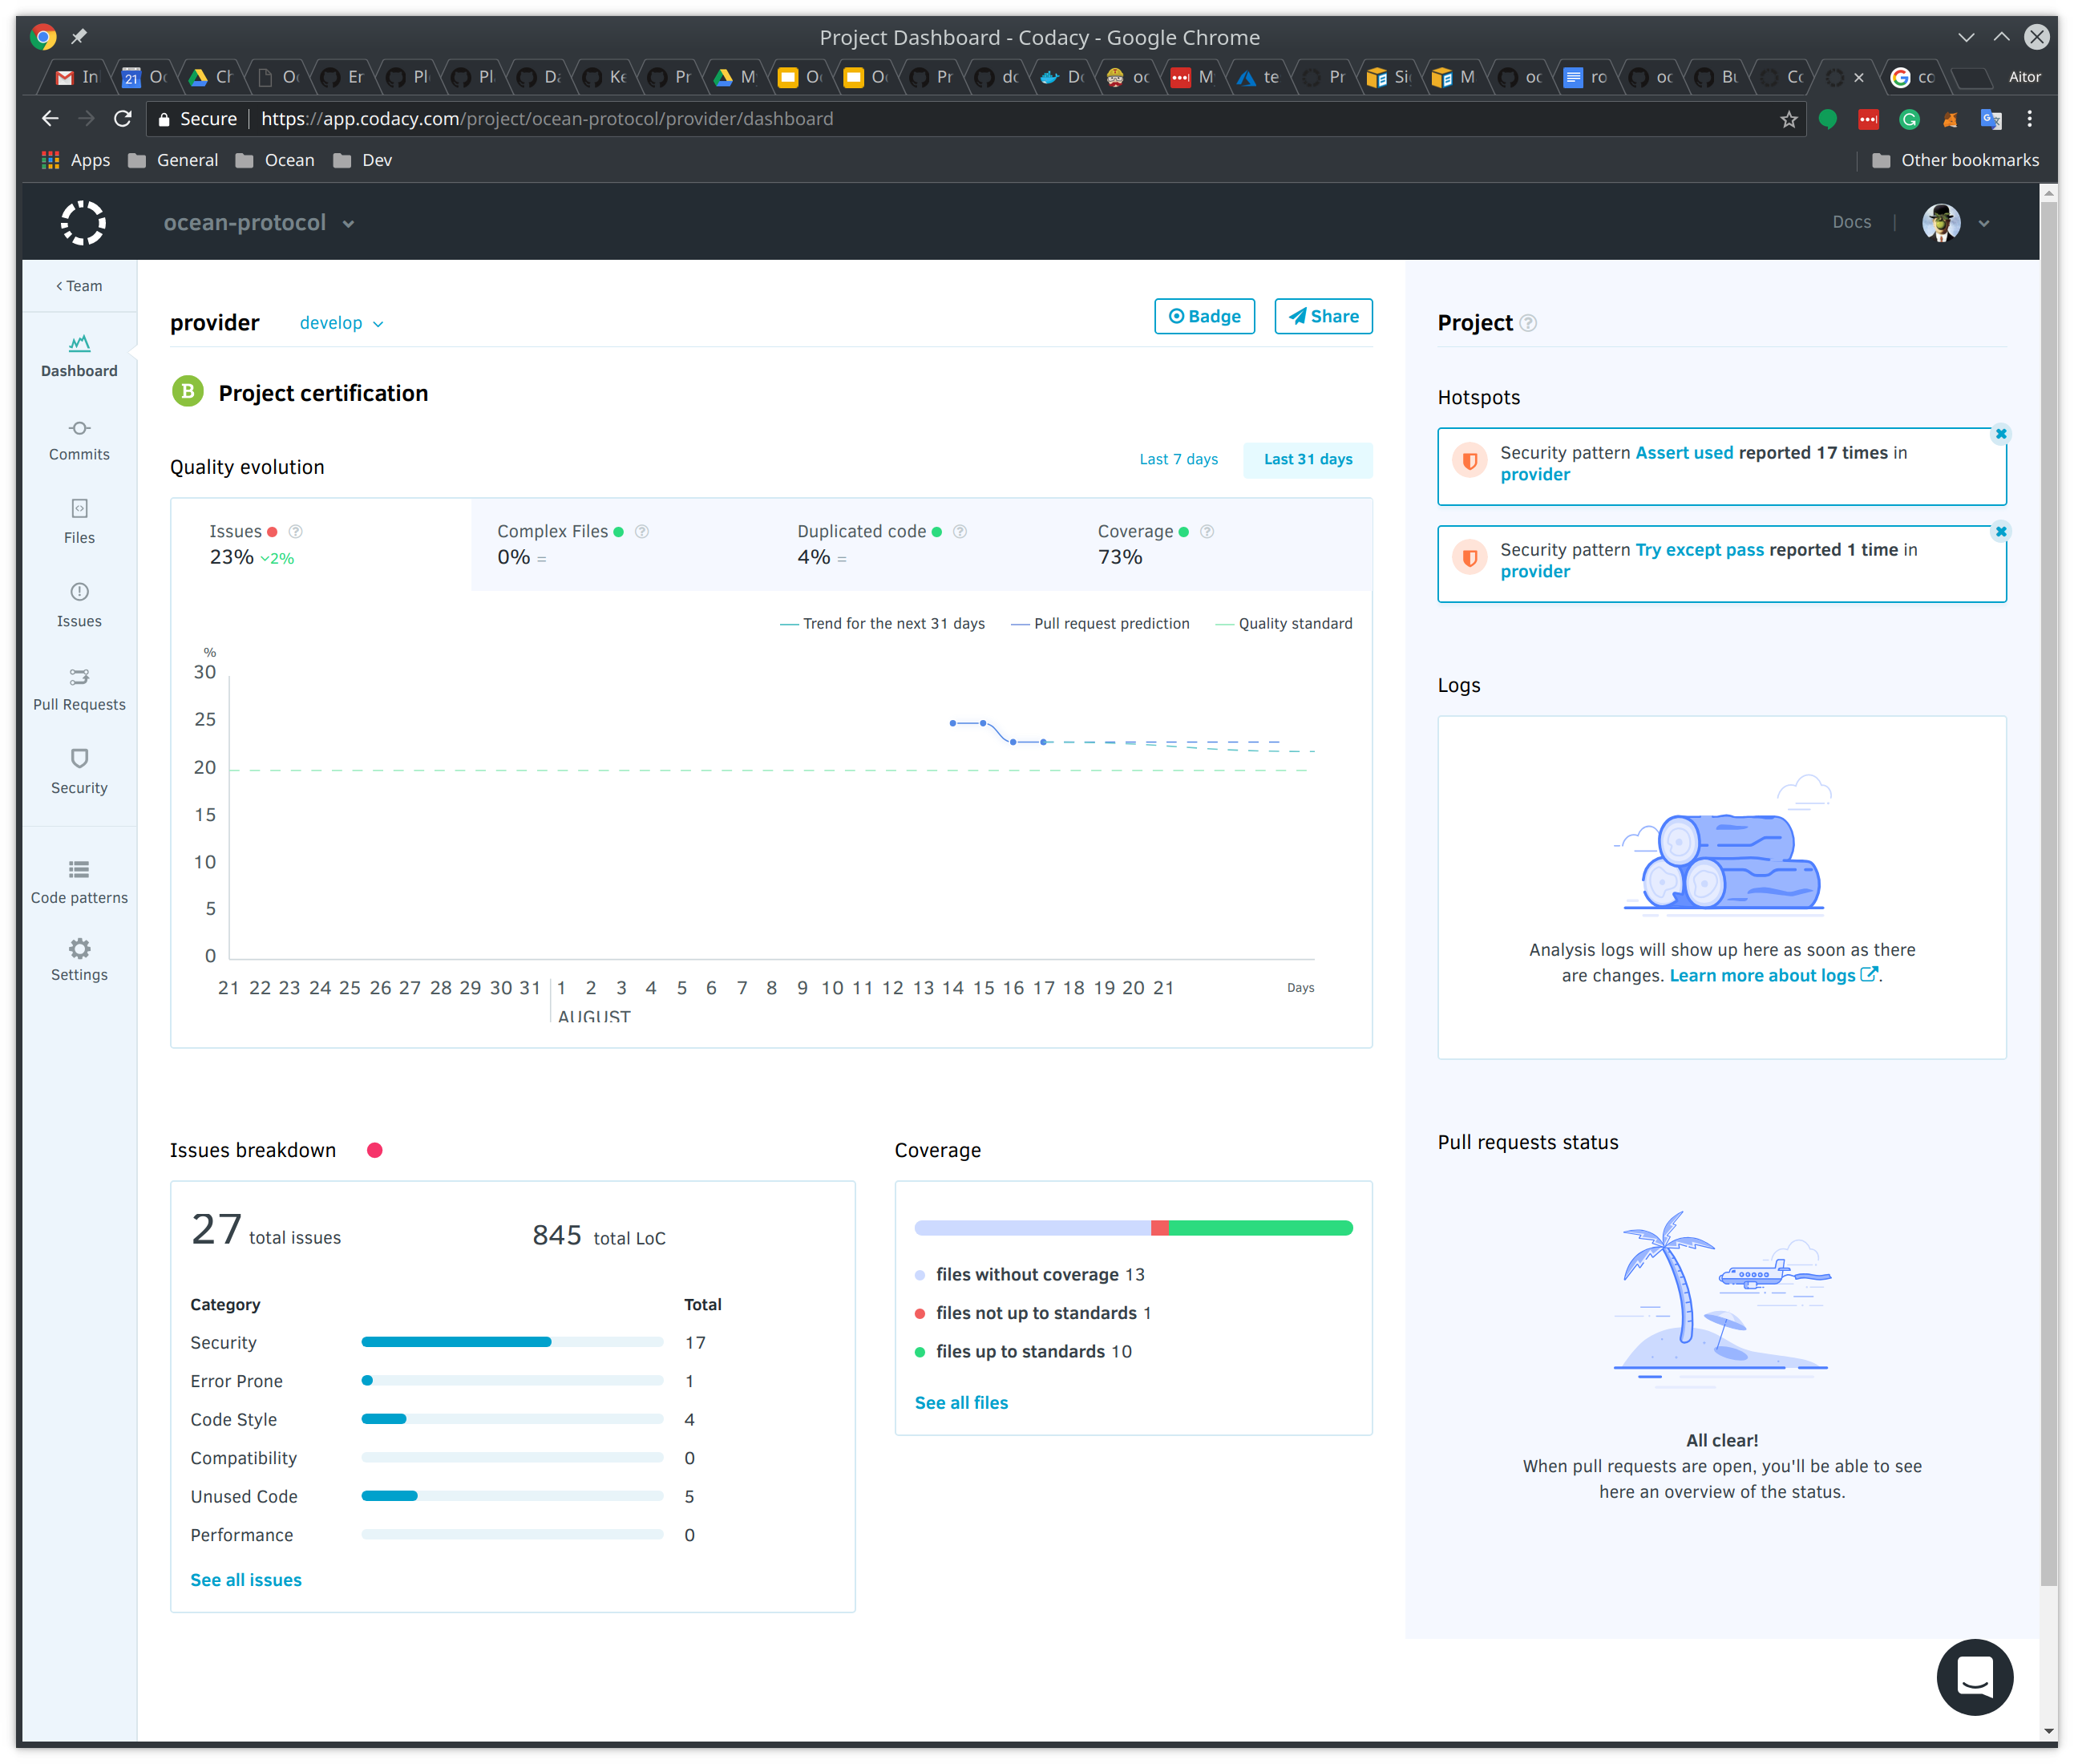 Project Dashboard - Codacy - Google Chrome
In 21 Oc Ch O Er Pl Pl Da Ke Pr M O O Pr do Do oc M te Pr Si M oc ro oc Bu Co co Aitor
Secure https://app.codacy.com/project/ocean-protocol/provider/dashboard
Apps General Ocean Dev Other bookmarks
ocean-protocol Docs
Team
Dashboard
Commits
Files
Issues
Pull Requests
Security
Code patterns
Settings
provider develop Badge Share
B Project certification
Quality evolution Last 7 days Last 31 days
Issues Complex Files Duplicated code Coverage
23% 2% 0% = 4% = 73%
Trend for the next 31 days Pull request prediction Quality standard
%
30
25
20
15
10
5
0
21 22 23 24 25 26 27 28 29 30 31 1 2 3 4 5 6 7 8 9 10 11 12 13 14 15 16 17 18 19 20 21 Days
AUGUST
Issues breakdown
27 total issues 845 total LoC
Category Total
Security 17
Error Prone 1
Code Style 4
Compatibility 0
Unused Code 5
Performance 0
See all issues
Coverage
files without coverage 13
files not up to standards 1
files up to standards 10
See all files
Project
Hotspots
Security pattern Assert used reported 17 times in
provider
Security pattern Try except pass reported 1 time in
provider
Logs
Analysis logs will show up here as soon as there
are changes. Learn more about logs.
Pull requests status
All clear!
When pull requests are open, you'll be able to see
here an overview of the status.